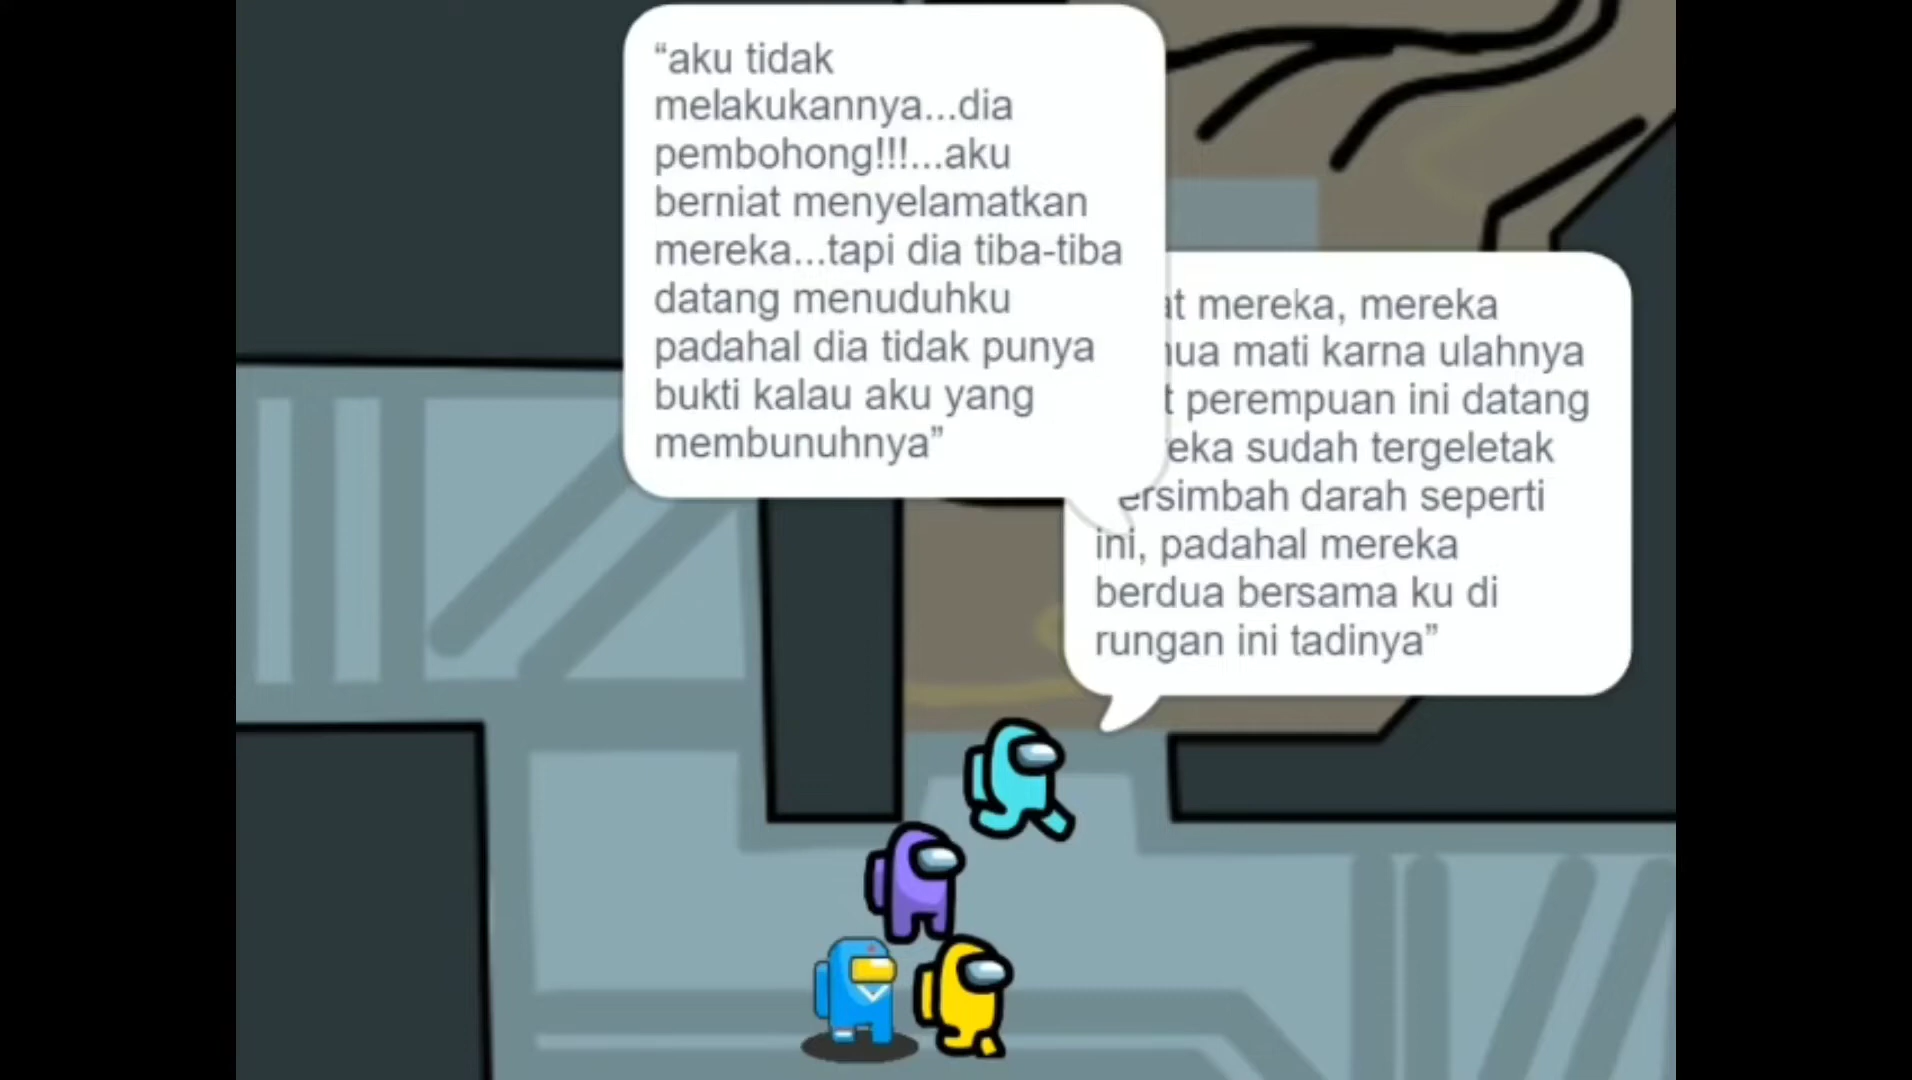 “aku tidak
melakukannya...dia
pembohong!!!...aku
berniat menyelamatkan
mereka...tapi dia tiba-tiba
datang menuduhku
padahal dia tidak punya
bukti kalau aku yang
membunuhnya”
mereka, mereka
mati karna ulahnya
perempuan ini datang
sudah tergeletak
darah seperti
ini, padahal mereka
berdua bersama ku di
rungan ini tadinya”